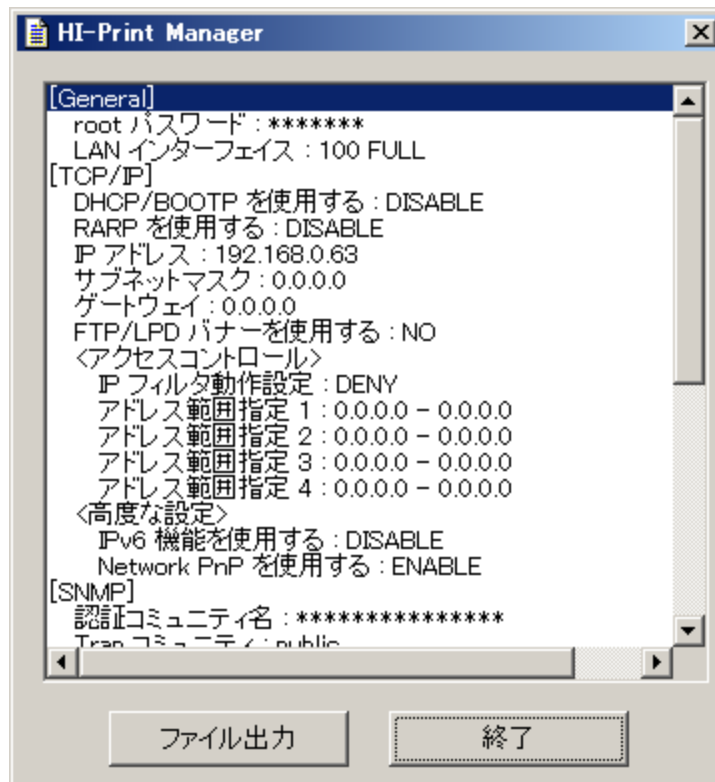 HI-Print Manager
[General]
root パスワード : *******
LAN インターフェイス : 100 FULL
[TCP/IP]
DHCP/BOOTP を使用する : DISABLE
RARP を使用する : DISABLE
IP アドレス : 192.168.0.63
サブネットマスク : 0.0.0.0
ゲートウェイ : 0.0.0.0
FTP/LPD バナーを使用する : NO
<アクセスコントロール>
IP フィルタ動作設定 : DENY
アドレス範囲指定 1 : 0.0.0.0 - 0.0.0.0
アドレス範囲指定 2 : 0.0.0.0 - 0.0.0.0
アドレス範囲指定 3 : 0.0.0.0 - 0.0.0.0
アドレス範囲指定 4 : 0.0.0.0 - 0.0.0.0
<高度な設定>
IPv6 機能を使用する : DISABLE
Network PnP を使用する : ENABLE
[SNMP]
認証コミュニティ名 : ***************
Trap コミュニティ : public
ファイル出力
終了